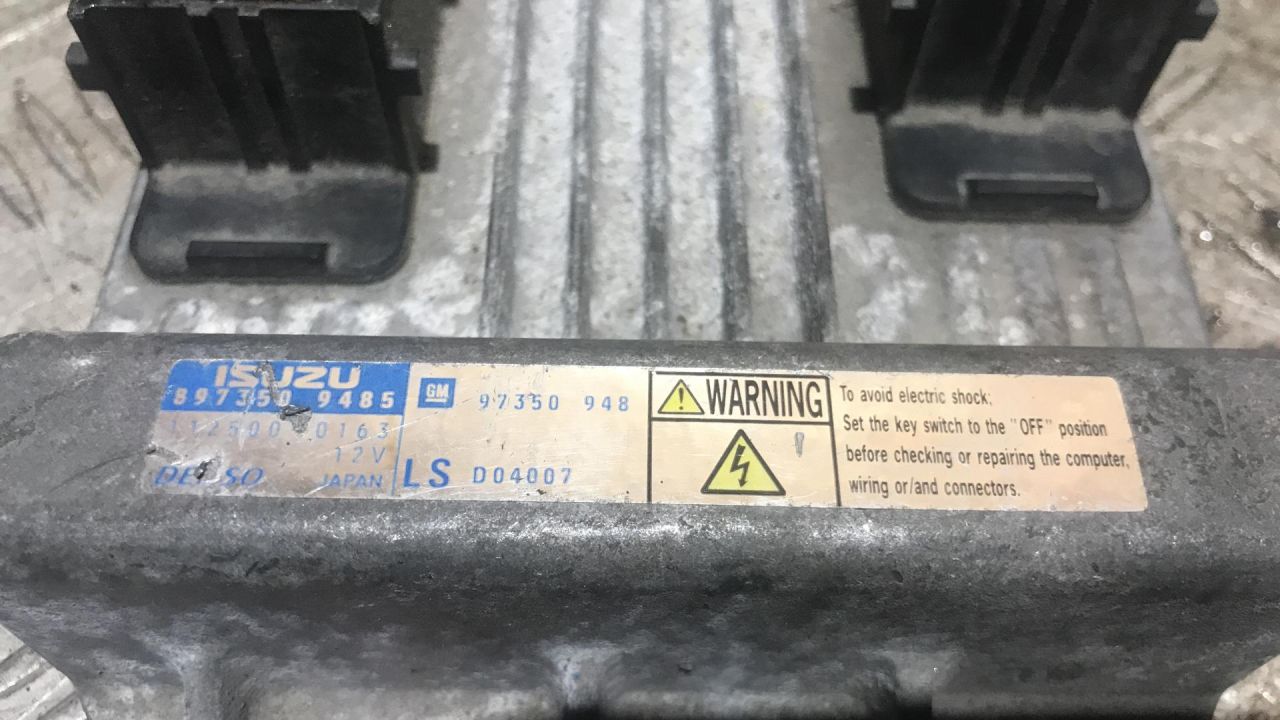 ISUZU
897350 9485
112500 0163
12V
DENSO JAPAN
GM 97350 948
LS D04007
WARNING
To avoid electric shock;
Set the key switch to the "OFF" position
before checking or repairing the computer,
wiring or/and connectors.